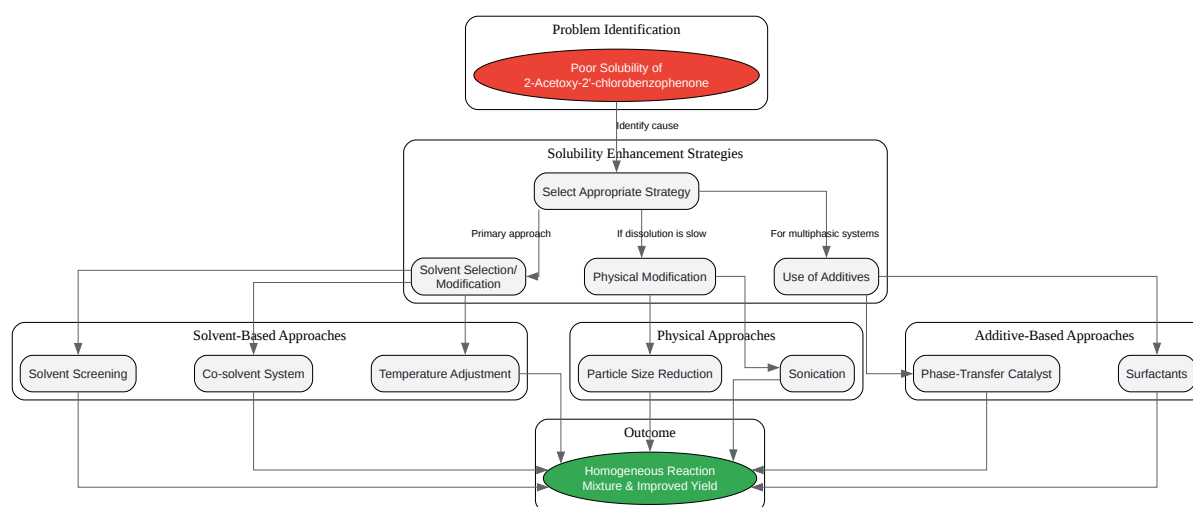 Problem Identification
Poor Solubility of
2-Acetoxy-2'-chlorobenzophenone
Identify cause
Solubility Enhancement Strategies
Select Appropriate Strategy
Primary approach
If dissolution is slow
For multiphasic systems
Solvent Selection/
Modification
Physical Modification
Use of Additives
Solvent-Based Approaches
Physical Approaches
Additive-Based Approaches
Solvent Screening
Co-solvent System
Temperature Adjustment
Particle Size Reduction
Sonication
Phase-Transfer Catalyst
Surfactants
Outcome
Homogeneous Reaction
Mixture & Improved Yield